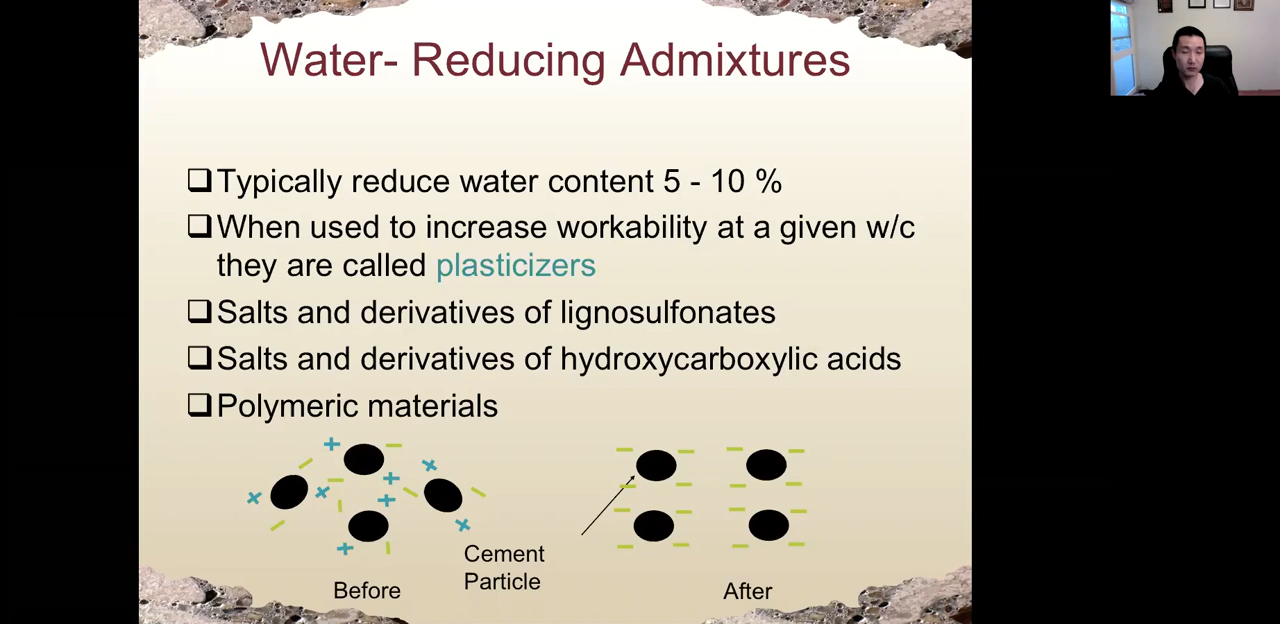 Water- Reducing Admixtures
Typically reduce water content 5 - 10 %
When used to increase workability at a given w/c
they are called plasticizers
Salts and derivatives of lignosulfonates
Salts and derivatives of hydroxycarboxylic acids
Polymeric materials
Cement
Particle
Before
After